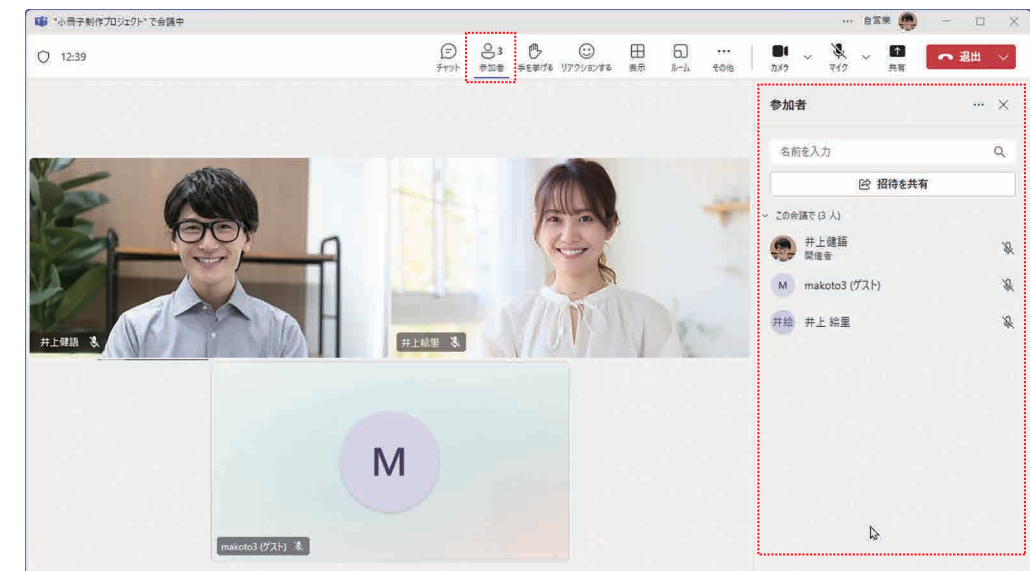 "小冊子制作プロジェクト" で会議中
自営業
12:39
チャット
3
参加者
手を挙げる
リアクションする
表示
ルーム
その他
カメラ
マイク
共有
退出
井上健語
井上絵里
M
makoto3 (ゲスト)
参加者
名前を入力
招待を共有
この会議で (3 人)
井上健語
開催者
M
makoto3 (ゲスト)
井絵
井上 絵里